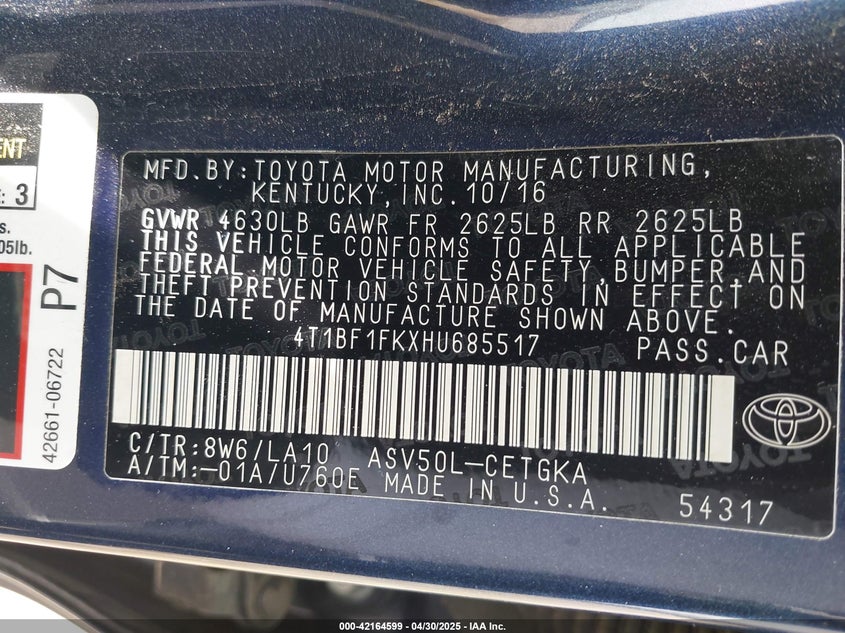 MFD.BY:TOYOTA MOTOR MANUFACTURING,
KENTUCKY,INC.10/16
GVWR 4630LB GAWR FR 2625LB RR 2625LB
THIS VEHICLE CONFORMS TO ALL APPLICABLE
FEDERAL MOTOR VEHICLE SAFETY,BUMPER,AND
THEFT PREVENTION STANDARDS IN EFFECT ON
THE DATE OF MANUFACTURE SHOWN ABOVE.
4T1BF1FKXHU685517 PASS.CAR
C/TR:8W6/LA10 ASV50L-CETGKA
A/TM:-01A/U760E MADE IN U.S.A.
54317
3
P7
42661-06722
000-42164599 - 04/30/2025 - IAA Inc.